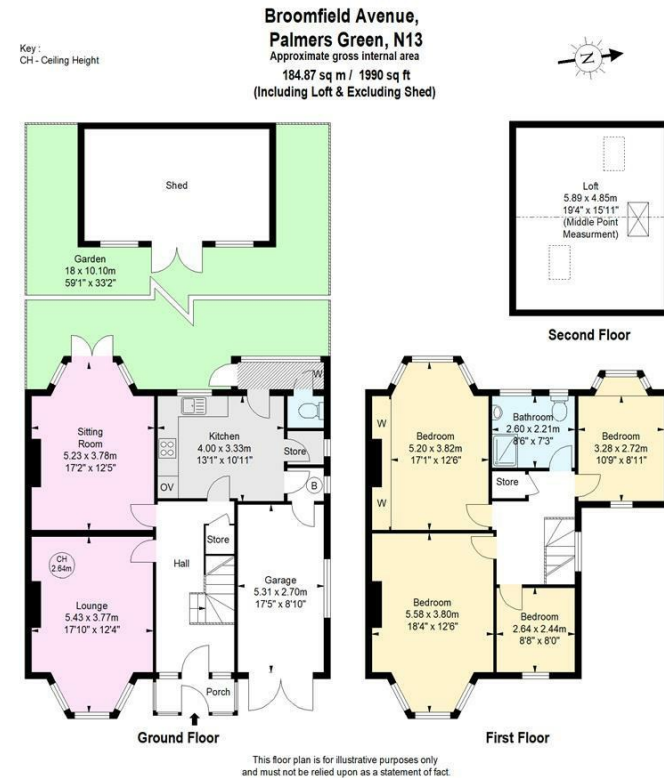 Broomfield Avenue,
Palmers Green, N13
Approximate gross internal area
184.87 sq m / 1990 sq ft
(Including Loft & Excluding Shed)
Key :
CH - Ceiling Height
N
Shed
Garden
18 x 10.10m
59'1" x 33'2"
Loft
5.89 x 4.85m
19'4" x 15'11"
(Middle Point
Measurment)
Second Floor
W
Sitting
Room
5.23 x 3.78m
17'2" x 12'5"
Kitchen
4.00 x 3.33m
13'1" x 10'11"
OV
Store
B
Store
Hall
CH
2.64m
Lounge
5.43 x 3.77m
17'10" x 12'4"
Garage
5.31 x 2.70m
17'5" x 8'10"
Porch
Ground Floor
W
Bedroom
5.20 x 3.82m
17'1" x 12'6"
W
Bathroom
2.60 x 2.21m
8'6" x 7'3"
Bedroom
3.28 x 2.72m
10'9" x 8'11"
Store
Bedroom
5.58 x 3.80m
18'4" x 12'6"
Bedroom
2.64 x 2.44m
8'8" x 8'0"
First Floor
This floor plan is for illustrative purposes only
and must not be relied upon as a statement of fact.